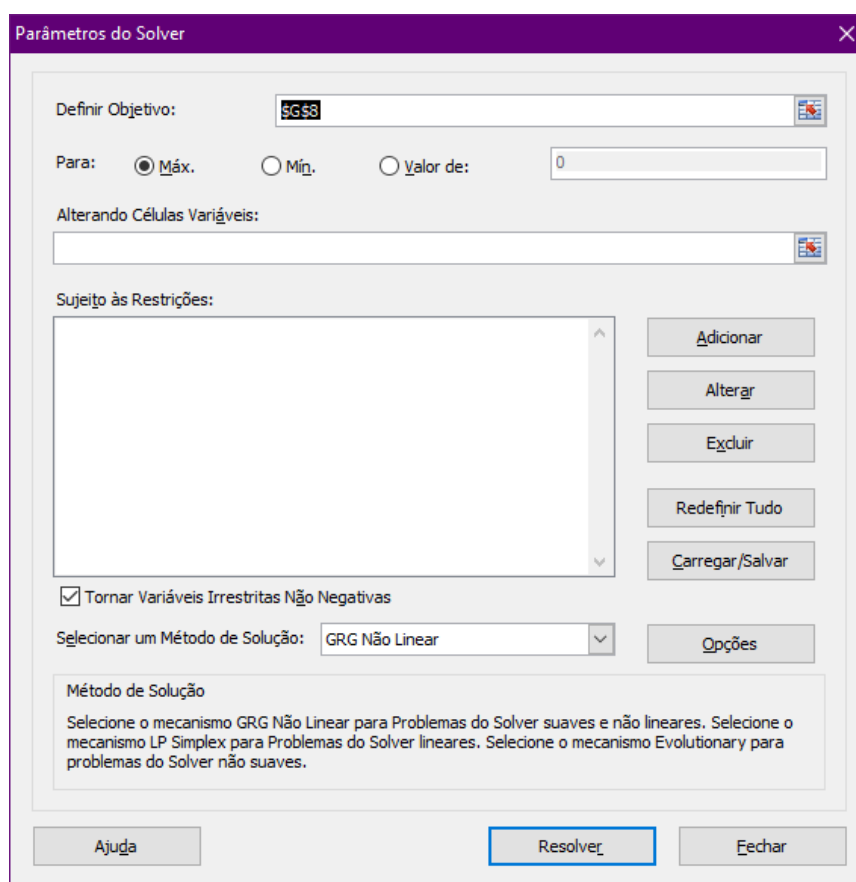 Parâmetros do Solver
Definir Objetivo:
$G$8
Para:
Máx.
Mín.
Valor de:
0
Alterando Células Variáveis:
Sujeito às Restrições:
Adicionar
Alterar
Excluir
Redefinir Tudo
Carregar/Salvar
Tornar Variáveis Irrestritas Não Negativas
Selecionar um Método de Solução:
GRG Não Linear
Opções
Método de Solução
Selecione o mecanismo GRG Não Linear para Problemas do Solver suaves e não lineares. Selecione o
mecanismo LP Simplex para Problemas do Solver lineares. Selecione o mecanismo Evolutionary para
problemas do Solver não suaves.
Ajuda
Resolver
Fechar